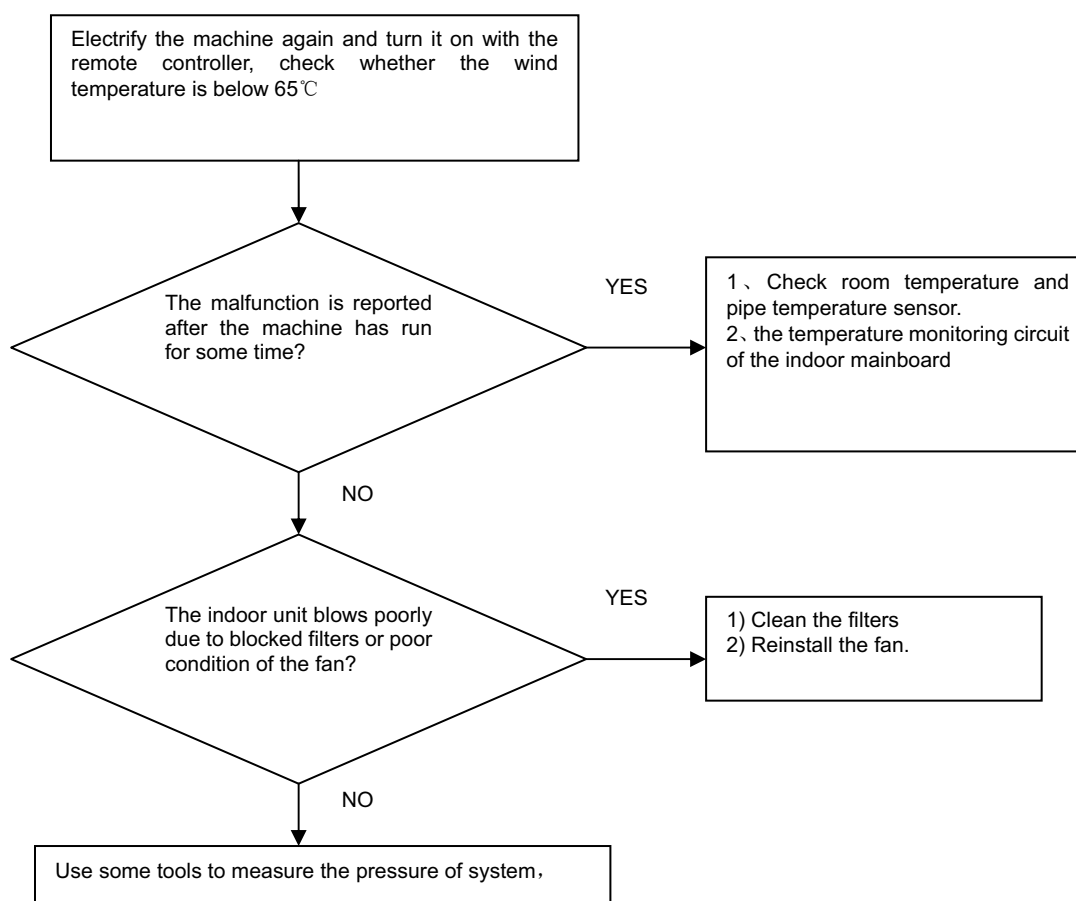 Electrify the machine again and turn it on with the
remote controller, check whether the wind
temperature is below 65℃
The malfunction is reported
after the machine has run
for some time?
YES
1、Check room temperature and
pipe temperature sensor.
2、the temperature monitoring circuit
of the indoor mainboard
NO
The indoor unit blows poorly
due to blocked filters or poor
condition of the fan?
YES
1) Clean the filters
2) Reinstall the fan.
NO
Use some tools to measure the pressure of system，